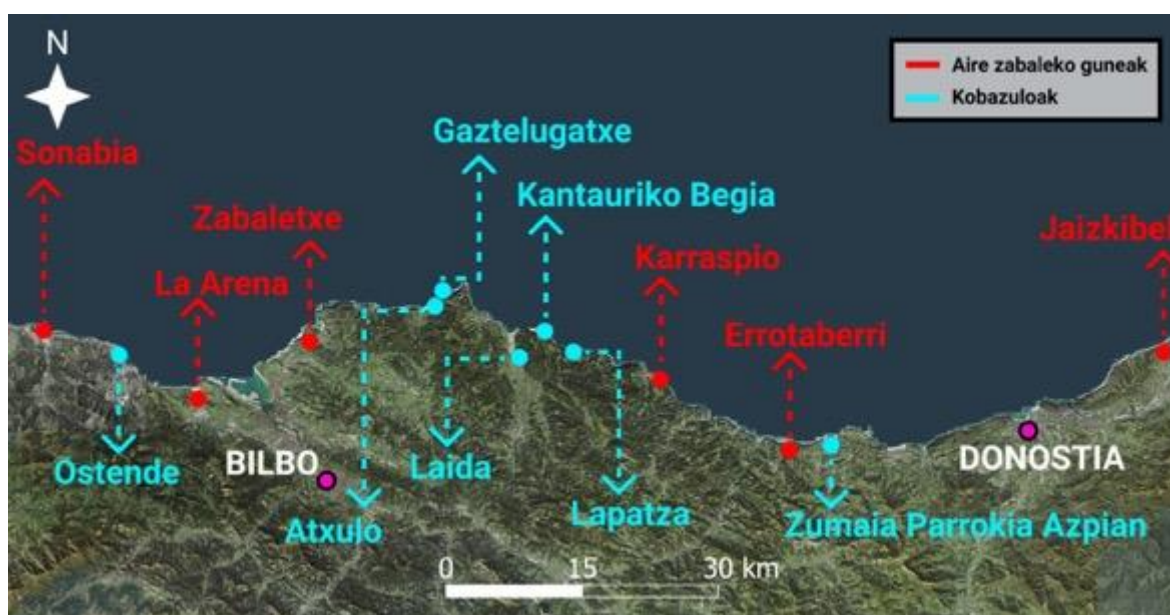 N
Aire zabaleko guneak
Kobazuloak
Gaztelugatxe
Sonabia
Kantauriko Begia
Zabaletxe
Jaizkibel
Karraspio
La Arena
Errotaberri
Ostende
BILBO
Laida
DONOSTIA
Lapatza
Atxulo
Zumaia Parrokia Azpian
0 15 30 km